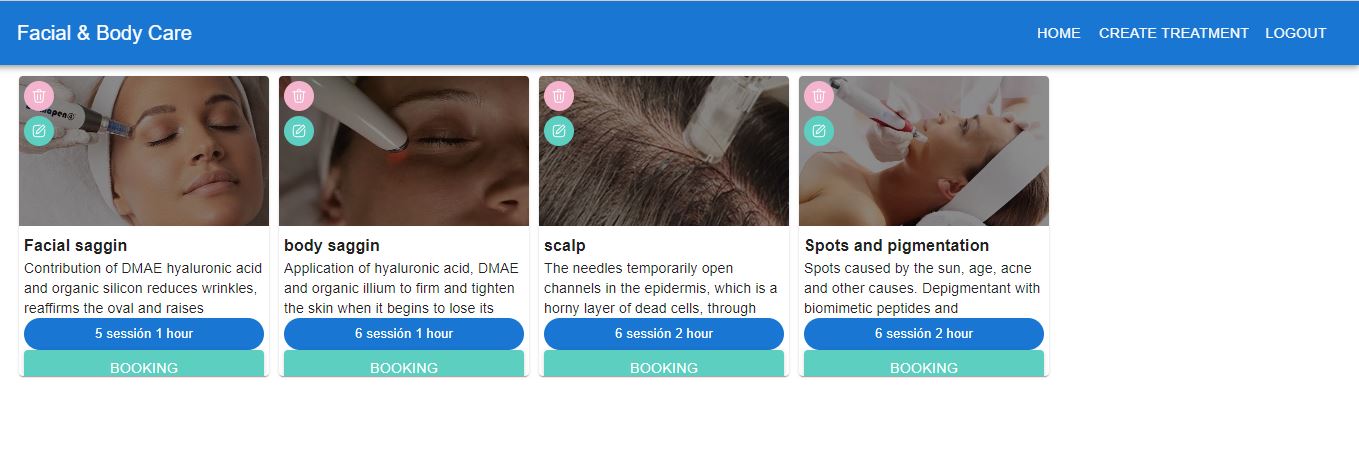 Facial & Body Care
HOME CREATE TREATMENT LOGOUT
Facial saggin
Contribution of DMAE hyaluronic acid
and organic silicon reduces wrinkles,
reaffirms the oval and raises
5 sessión 1 hour
BOOKING
body saggin
Application of hyaluronic acid, DMAE
and organic illium to firm and tighten
the skin when it begins to lose its
6 sessión 1 hour
BOOKING
scalp
The needles temporarily open
channels in the epidermis, which is a
horny layer of dead cells, through
6 sessión 2 hour
BOOKING
Spots and pigmentation
Spots caused by the sun, age, acne
and other causes. Depigmentant with
biomimetic peptides and
6 sessión 2 hour
BOOKING